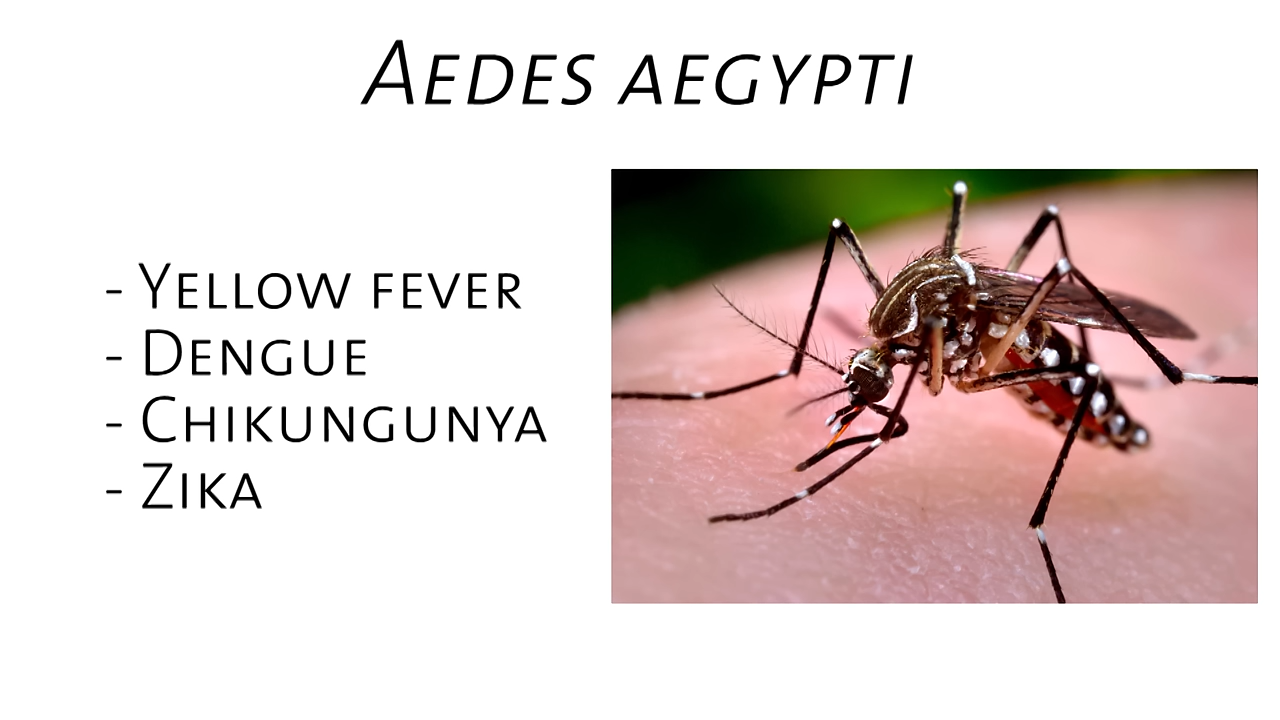 Aedes aegypti
- Yellow fever
- Dengue
- Chikungunya
- Zika